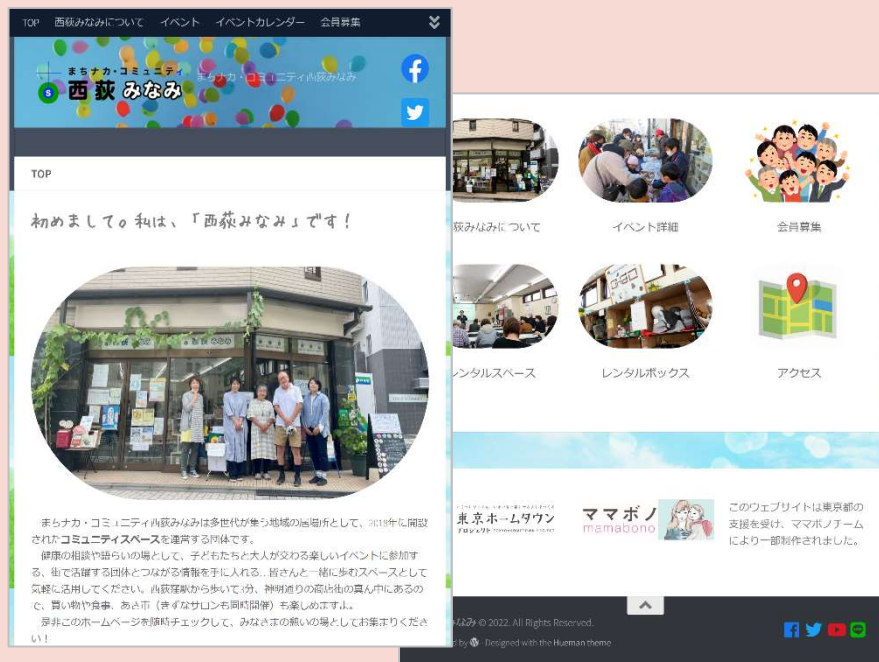 TOP 西荻みなみについて イベント イベントカレンダー 会員募集
まちナカ・コミュニティ
西荻みなみ
まちナカ・コミュニティ西荻みなみ
TOP
初めまして。私は、「西荻みなみ」です!
まちナカ・コミュニティ西荻みなみは多世代が集う地域の居場所として、2018年に開設
されたコミュニティスペースを運営する団体です。
健康の相談や語らいの場として、子どもたちと大人が交わる楽しいイベントに参加す
る、街で活躍する団体とつながる情報を手に入れる…皆さんと一緒に歩むスペースとして
気軽に活用してください。西荻窪駅から歩いて3分、神明通りの商店街の真ん中にあるの
で、買い物や食事、あさ市(きずなサロンも同時開催)も楽しめますよ。
是非このホームページを随時チェックして、みなさまの憩いの場としてお集まりくださ
い!
荻みなみについて
イベント詳細
会員募集
ンタルスペース
レンタルボックス
アクセス
東京ホームタウン
プロジェクト
ママボノ
mamabono
このウェブサイトは東京都の
支援を受け、ママボノチーム
により一部制作されました。
みなみ © 2022. All Rights Reserved.
Designed with the Hueman theme